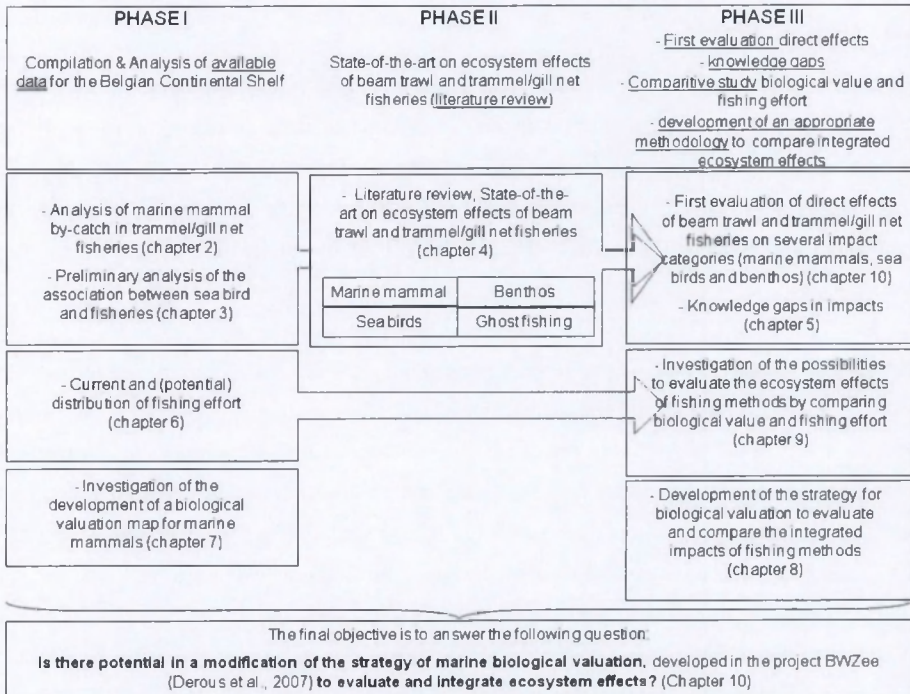 PHASE I
Compilation & Analysis of available
data for the Belgian Continental Shelf
PHASE II
State-of-the-art on ecosystem effects
of beam trawl and trammel/gill net
fisheries (literature review)
PHASE III
- First evaluation direct effects
- knowledge gaps
- Comparitive study biological value and
fishing effort
- development of an appropriate
methodology to compare integrated
ecosystem effects
- Analysis of marine mammal
by-catch in trammel/gill net
fisheries (chapter 2)
- Preliminary analysis of the
association between sea bird
and fisheries (chapter 3)
- Literature review, State-of-the-
art on ecosystem effects of beam
trawl and trammel/gill net fisheries
(chapter 4)
Marine mammal
Benthos
Sea birds
Ghost fishing
- First evaluation of direct effects
of beam trawl and trammel/gill net
fisheries on several impact
categories (marine mammals, sea
birds and benthos) (chapter 10)
- Knowledge gaps in impacts
(chapter 5)
- Current and (potential)
distribution of fishing effort
(chapter 6)
- Investigation of the possibilities
to evaluate the ecosystem effects
of fishing methods by comparing
biological value and fishing effort
(chapter 9)
- Investigation of the
development of a biological
valuation map for marine
mammals (chapter 7)
- Development of the strategy for
biological valuation to evaluate
and compare the integrated
impacts of fishing methods
(chapter 8)
The final objective is to answer the following question:
Is there potential in a modification of the strategy of marine biological valuation, developed in the project BWZee
(Derous et al., 2007) to evaluate and integrate ecosystem effects? (Chapter 10)